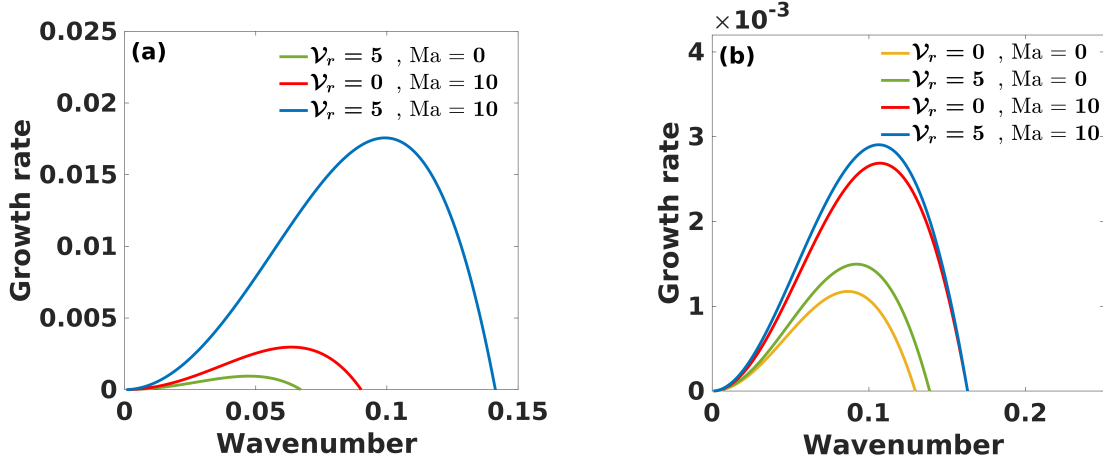 (a)
𝓥r = 5 , Ma = 0
𝓥r = 0 , Ma = 10
𝓥r = 5 , Ma = 10
Growth rate
0.025
0.02
0.015
0.01
0.005
0
0 0.05 0.1 0.15
Wavenumber
×10⁻³
(b)
𝓥r = 0 , Ma = 0
𝓥r = 5 , Ma = 0
𝓥r = 0 , Ma = 10
𝓥r = 5 , Ma = 10
Growth rate
4
3
2
1
0
0 0.1 0.2
Wavenumber